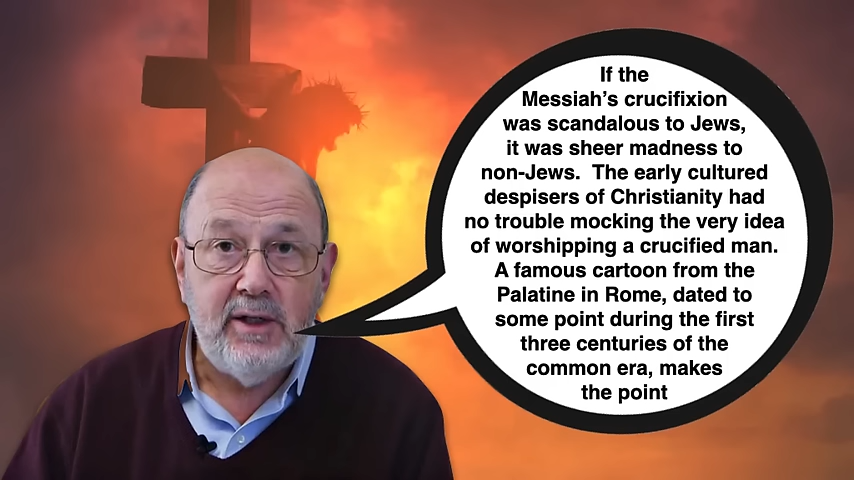 If the
Messiah’s crucifixion
was scandalous to Jews,
it was sheer madness to
non-Jews.  The early cultured
despisers of Christianity had
no trouble mocking the very idea
of worshipping a crucified man.
A famous cartoon from the
Palatine in Rome, dated to
some point during the first
three centuries of the
common era, makes
the point